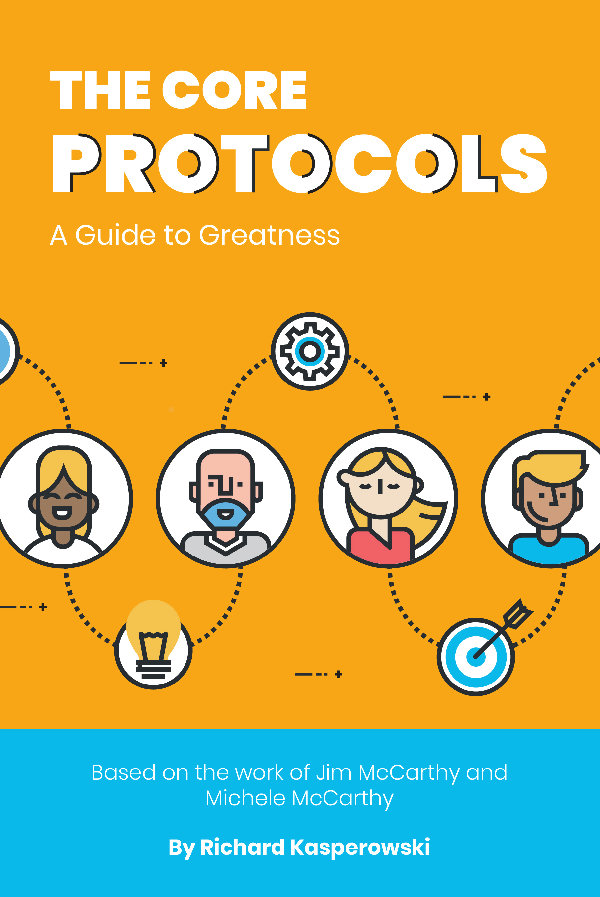 THE CORE
PROTOCOLS
A Guide to Greatness
Based on the work of Jim McCarthy and
Michele McCarthy
By Richard Kasperowski